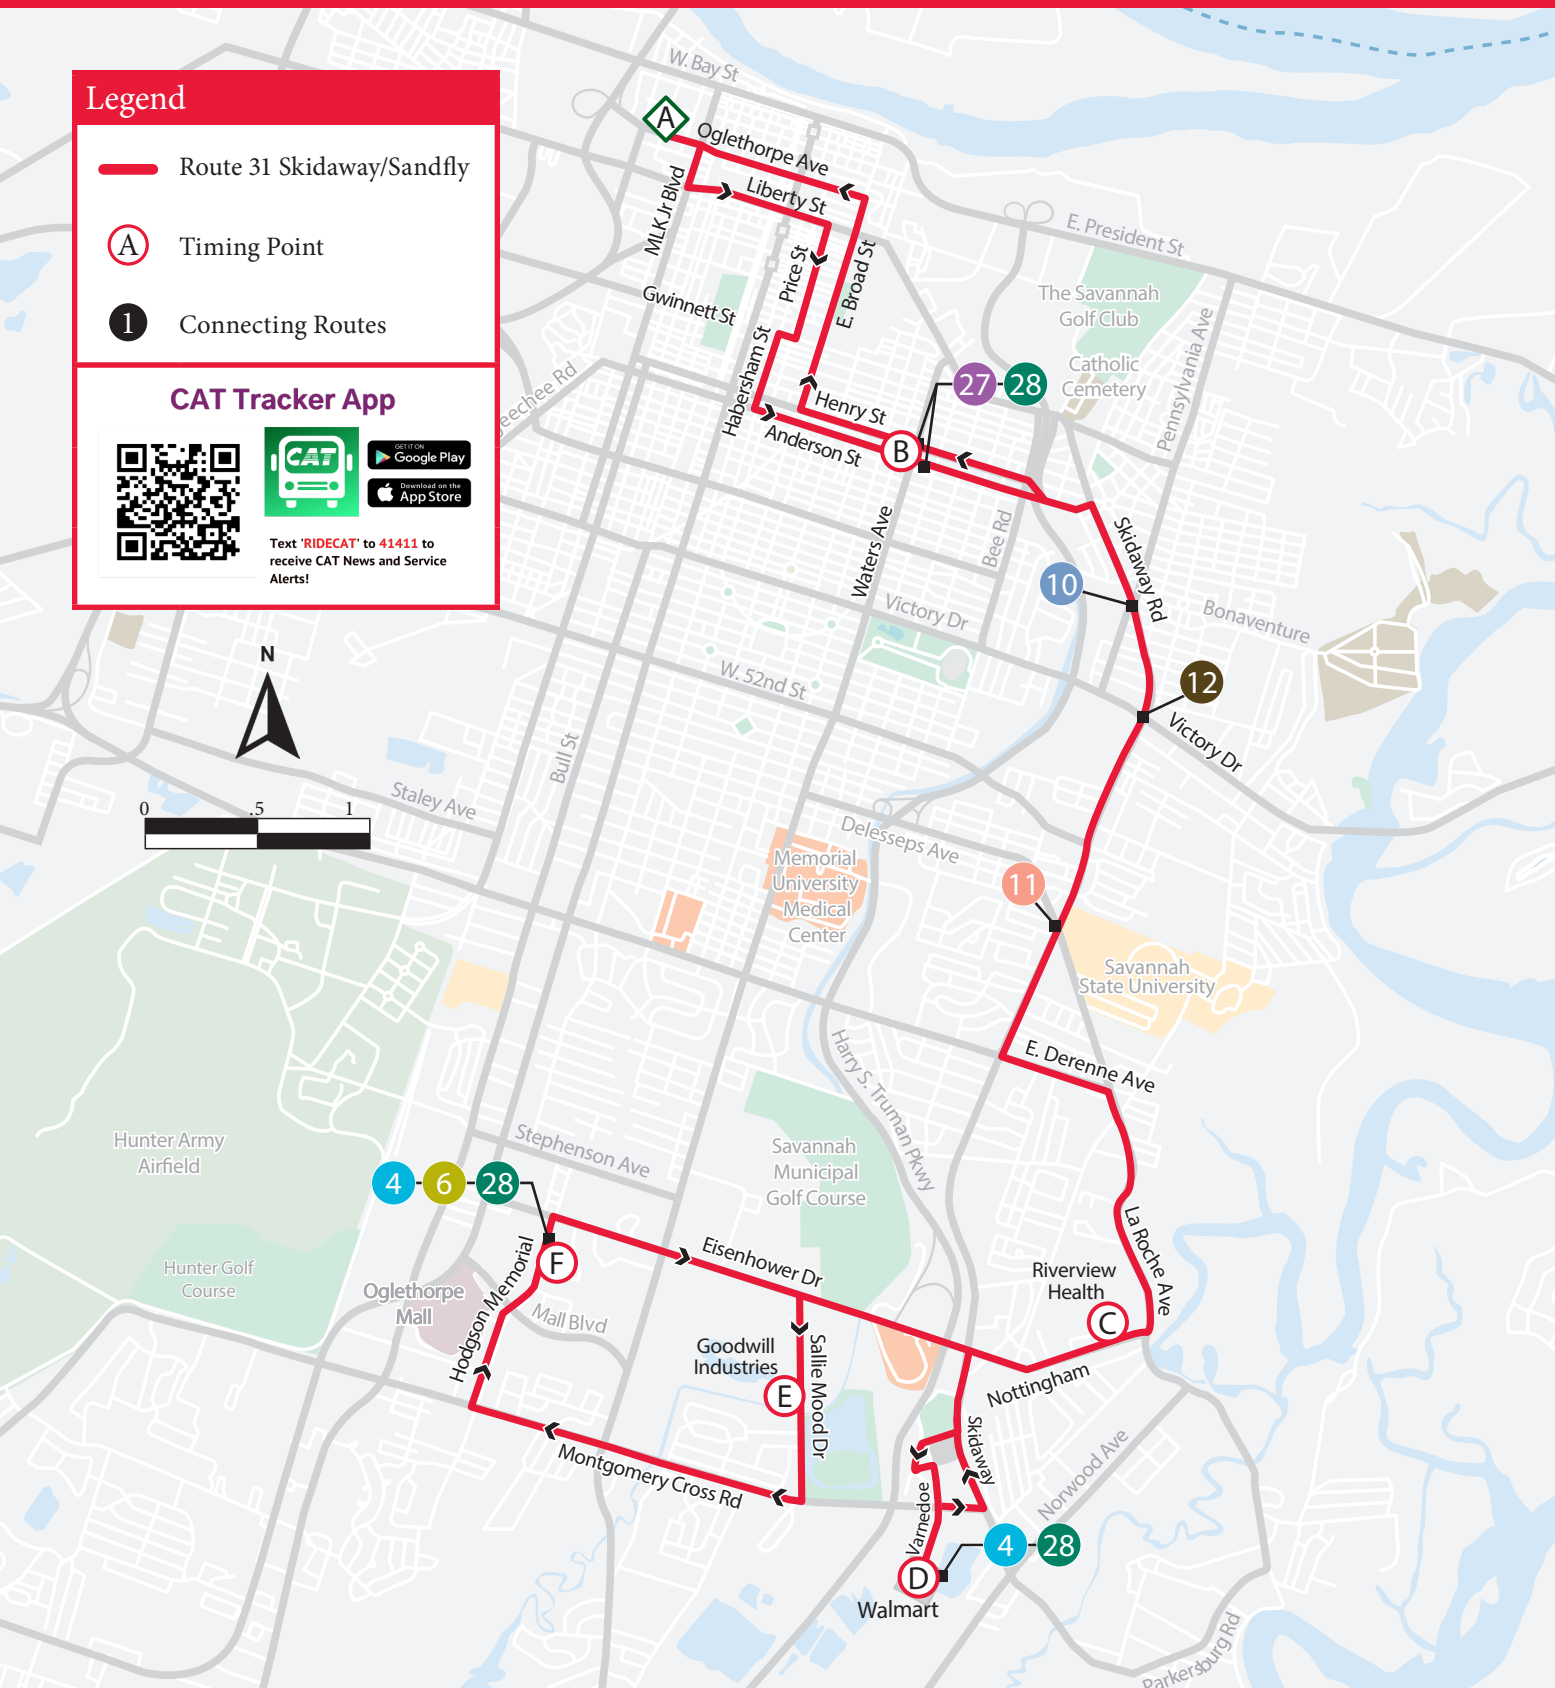 Legend
Route 31 Skidaway/Sandfly
A
Timing Point
1
Connecting Routes
CAT Tracker App
CAT
GET IT ON
Google Play
Download on the
App Store
Text 'RIDECAT' to 41411 to
receive CAT News and Service
Alerts!
N
0 .5 1
W. Bay St
A
Oglethorpe Ave
MLK Jr Blvd
Liberty St
E. President St
Price St
E. Broad St
Gwinnett St
The Savannah
Golf Club
Pennsylvania Ave
Habersham St
Catholic
Cemetery
27
28
Henry St
Anderson St
B
Waters Ave
Bee Rd
Skidaway Rd
10
Victory Dr
Bonaventure
W. 52nd St
12
Victory Dr
Bull St
Staley Ave
Delesseps Ave
Memorial
University
Medical
Center
11
Savannah
State University
E. Derenne Ave
Harry S. Truman Pkwy
Hunter Army
Airfield
Stephenson Ave
Savannah
Municipal
Golf Course
4
6
28
La Roche Ave
F
Eisenhower Dr
Hunter Golf
Course
Oglethorpe
Mall
Hodgson Memorial
Mall Blvd
Riverview
Health
C
Goodwill
Industries
E
Sallie Mood Dr
Nottingham
Skidaway
Norwood Ave
Montgomery Cross Rd
Varnedoe
4
28
D
Walmart
Parkersburg Rd